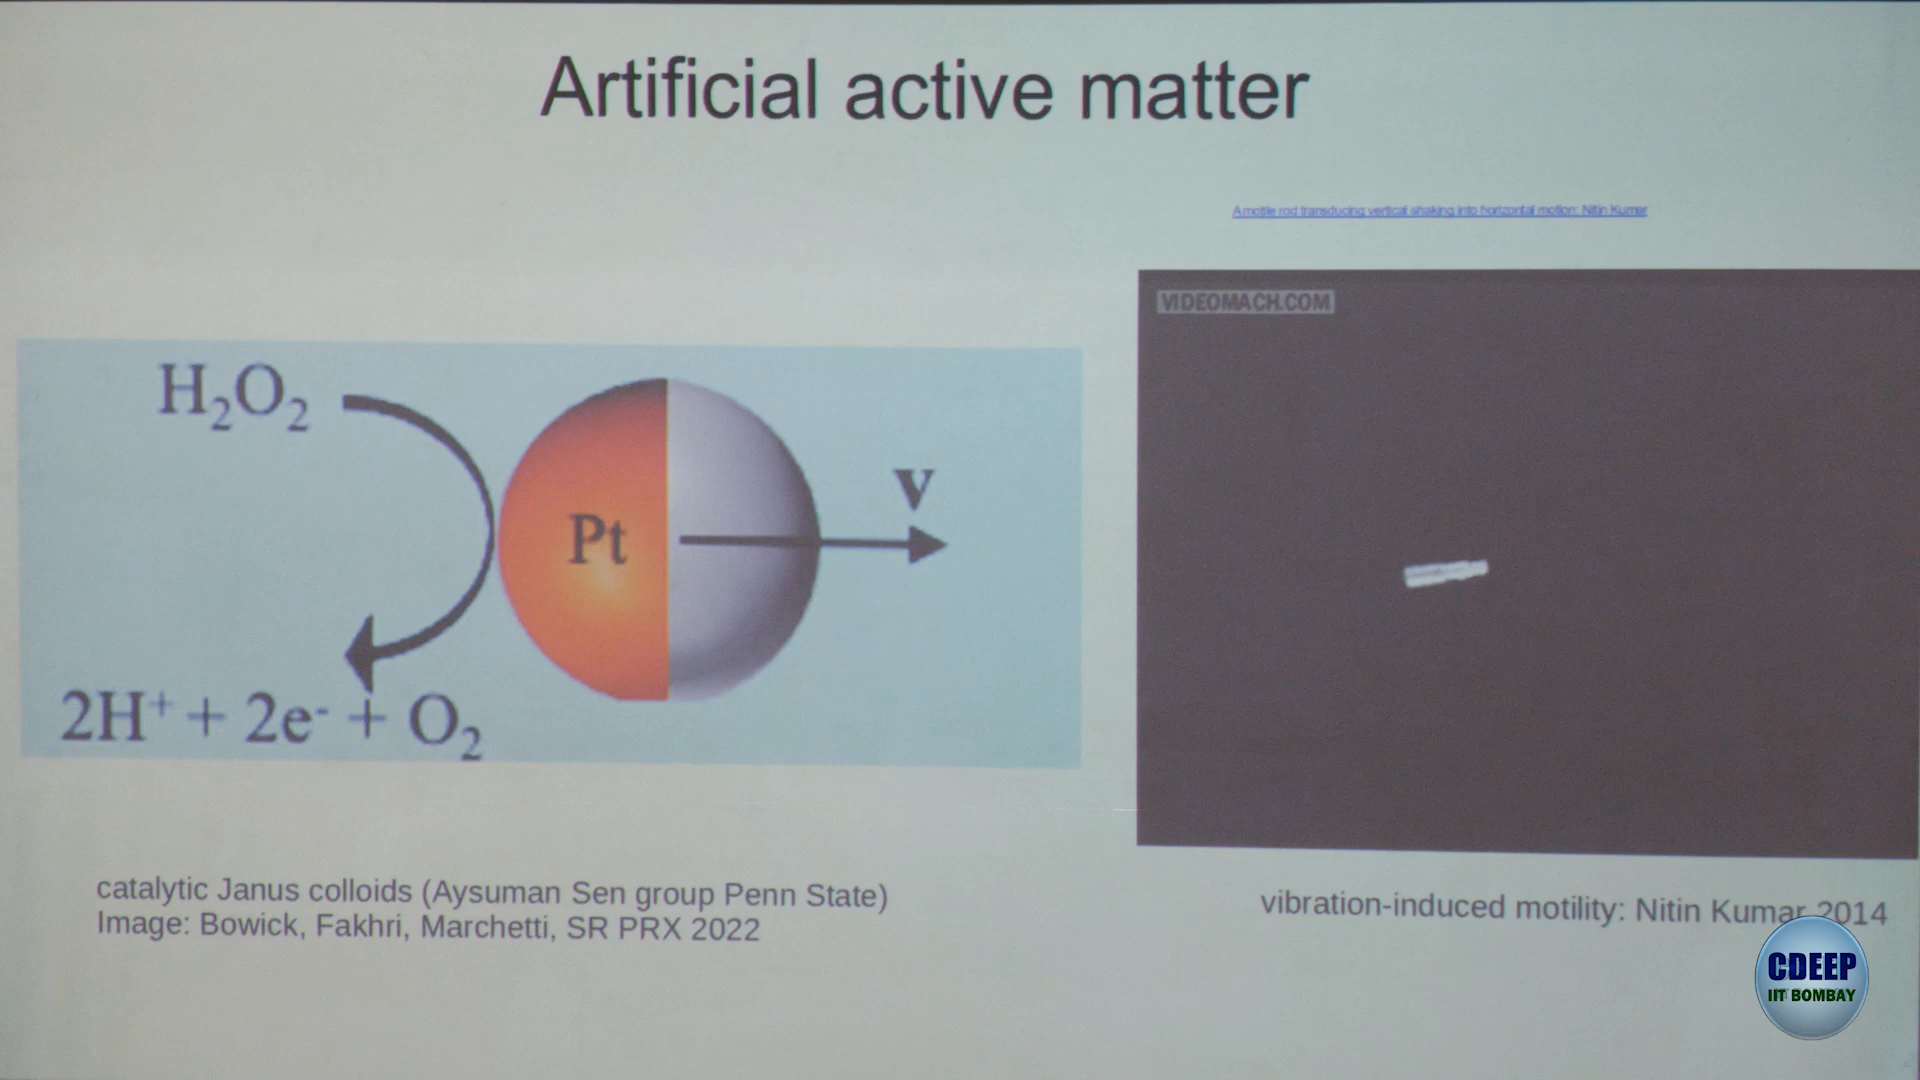 Artificial active matter
A motile rod transducing vertical shaking into horizontal motion: Nitin Kumar
VIDEOMACH.COM
H₂O₂
Pt
v
2H⁺ + 2e⁻ + O₂
catalytic Janus colloids (Aysuman Sen group Penn State)
Image: Bowick, Fakhri, Marchetti, SR PRX 2022
vibration-induced motility: Nitin Kumar 2014
CDEEP
IIT BOMBAY